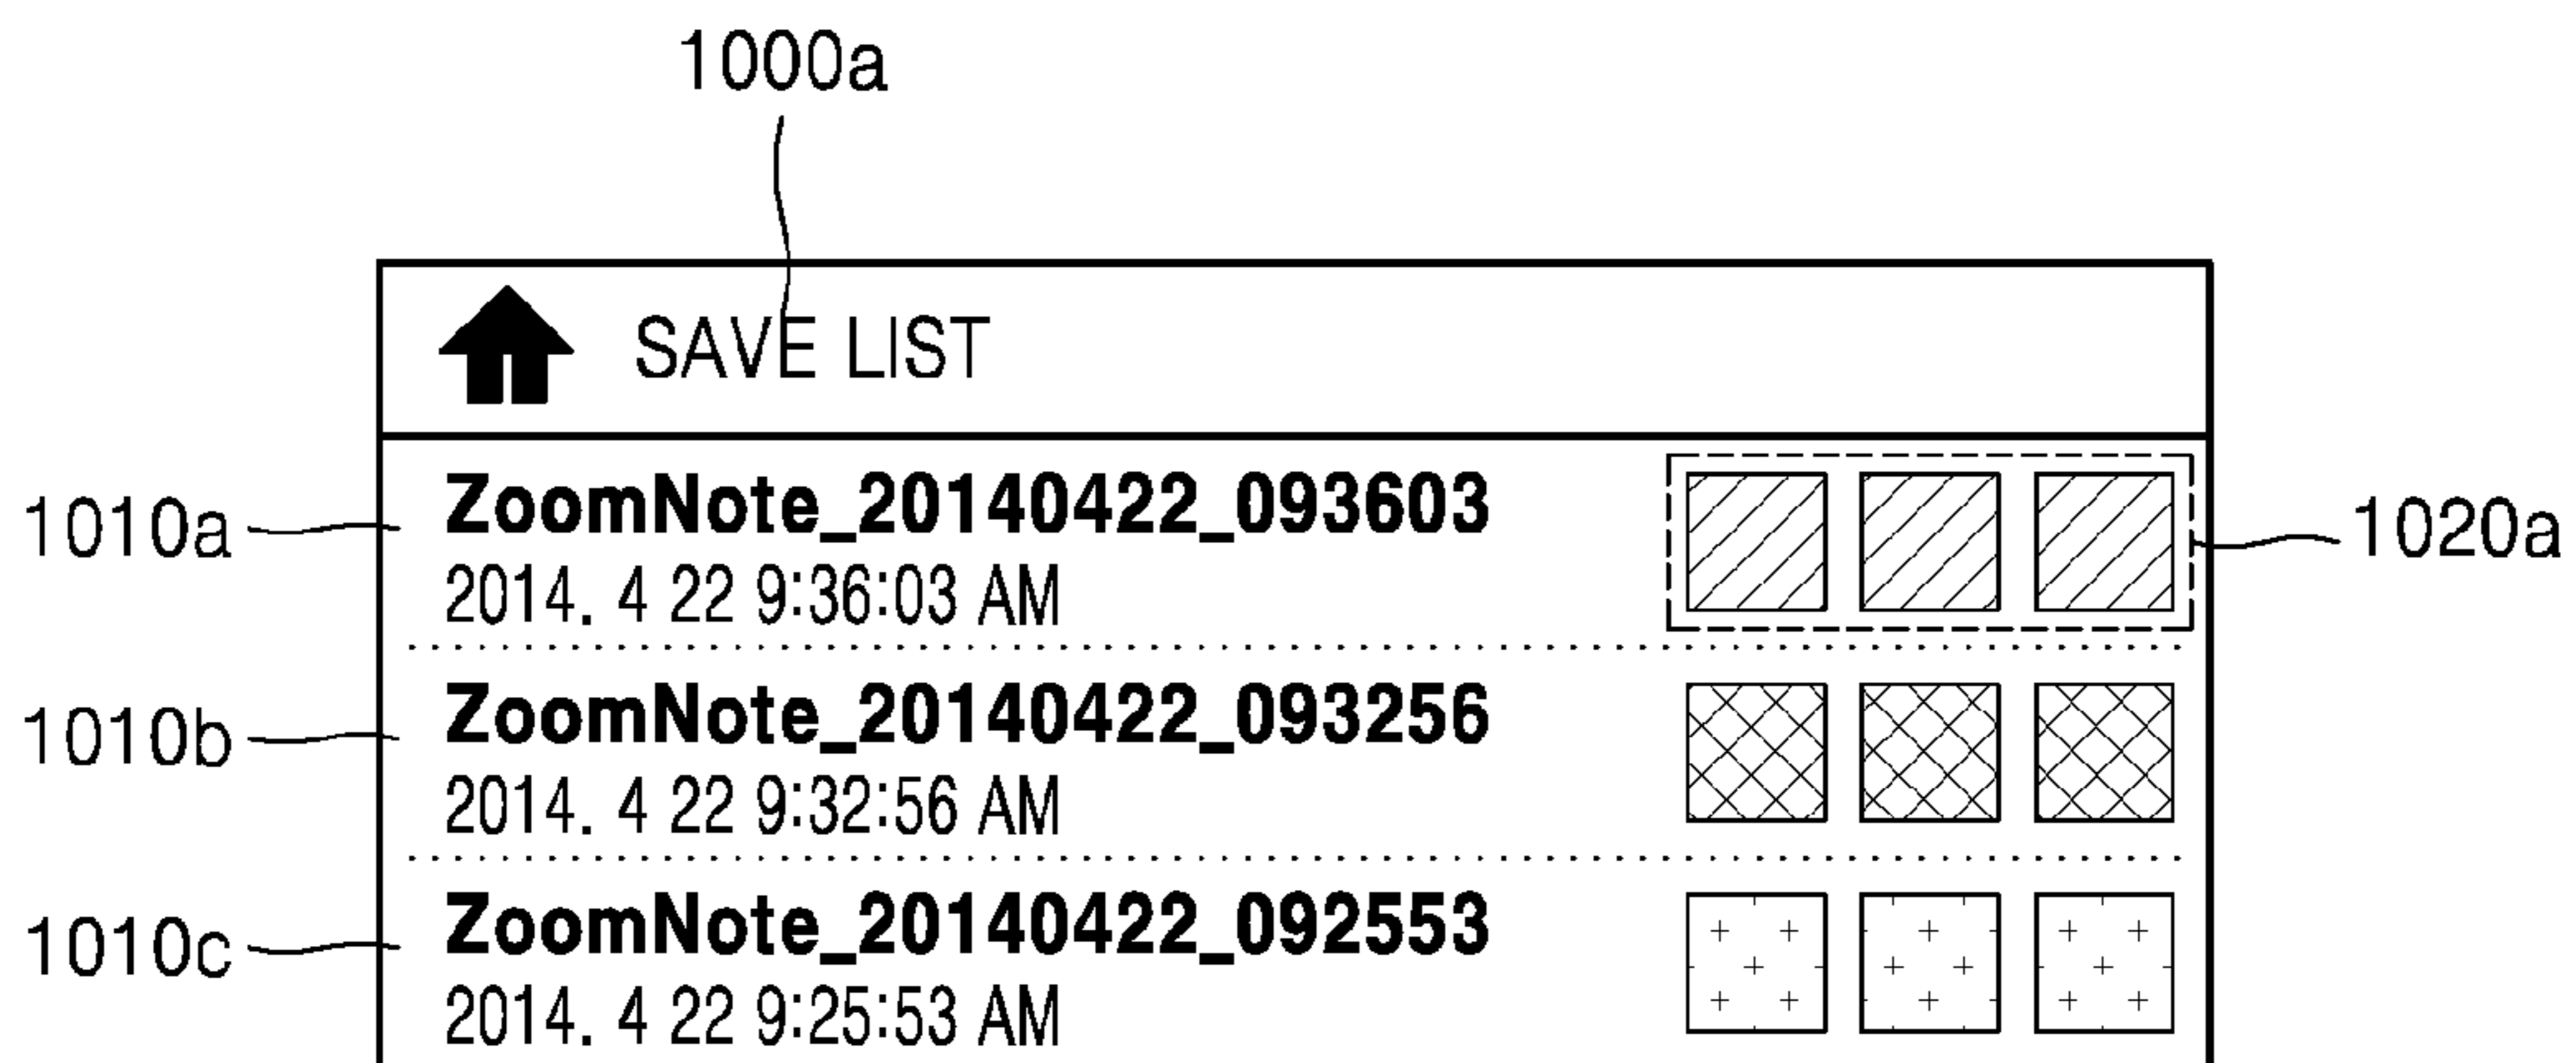 1000a
SAVE LIST
1010a
ZoomNote_20140422_093603
2014. 4 22 9:36:03 AM
1020a
1010b
ZoomNote_20140422_093256
2014. 4 22 9:32:56 AM
1010c
ZoomNote_20140422_092553
2014. 4 22 9:25:53 AM